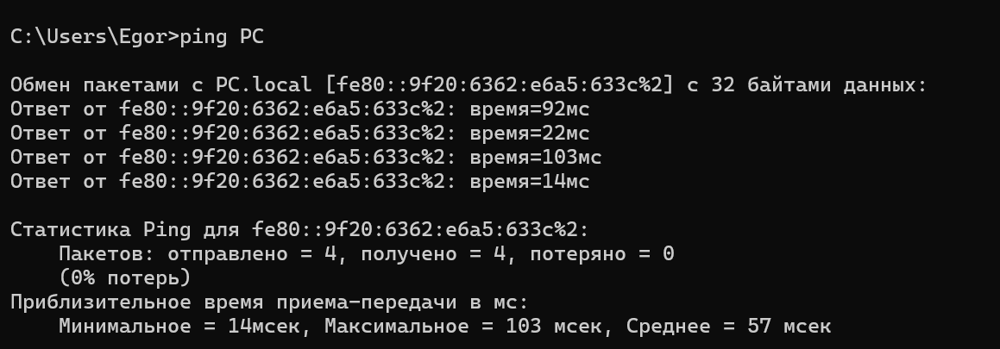 C:\Users\Egor>ping PC
Обмен пакетами с PC.local [fe80::9f20:6362:e6a5:633c%2] с 32 байтами данных:
Ответ от fe80::9f20:6362:e6a5:633c%2: время=92мс
Ответ от fe80::9f20:6362:e6a5:633c%2: время=22мс
Ответ от fe80::9f20:6362:e6a5:633c%2: время=103мс
Ответ от fe80::9f20:6362:e6a5:633c%2: время=14мс
Статистика Ping для fe80::9f20:6362:e6a5:633c%2:
    Пакетов: отправлено = 4, получено = 4, потеряно = 0
    (0% потерь)
Приблизительное время приема-передачи в мс:
    Минимальное = 14мсек, Максимальное = 103 мсек, Среднее = 57 мсек